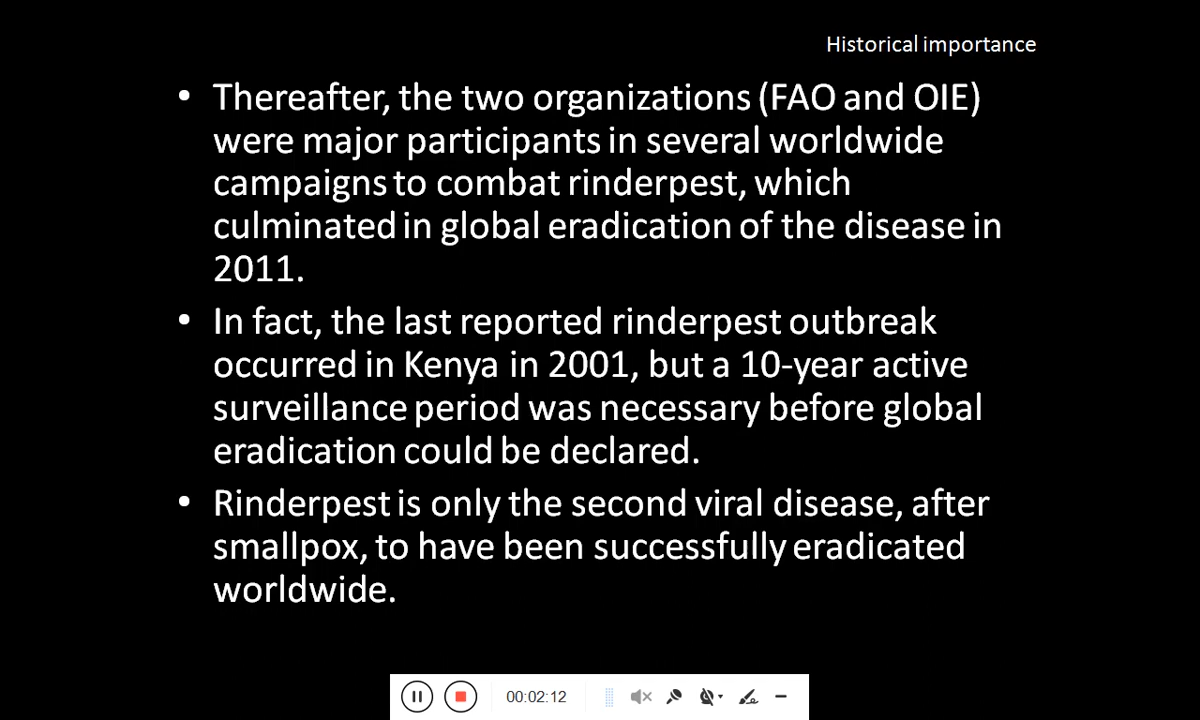 Historical importance
• Thereafter, the two organizations (FAO and OIE)
were major participants in several worldwide
campaigns to combat rinderpest, which
culminated in global eradication of the disease in
2011.
• In fact, the last reported rinderpest outbreak
occurred in Kenya in 2001, but a 10-year active
surveillance period was necessary before global
eradication could be declared.
• Rinderpest is only the second viral disease, after
smallpox, to have been successfully eradicated
worldwide.
00:02:12